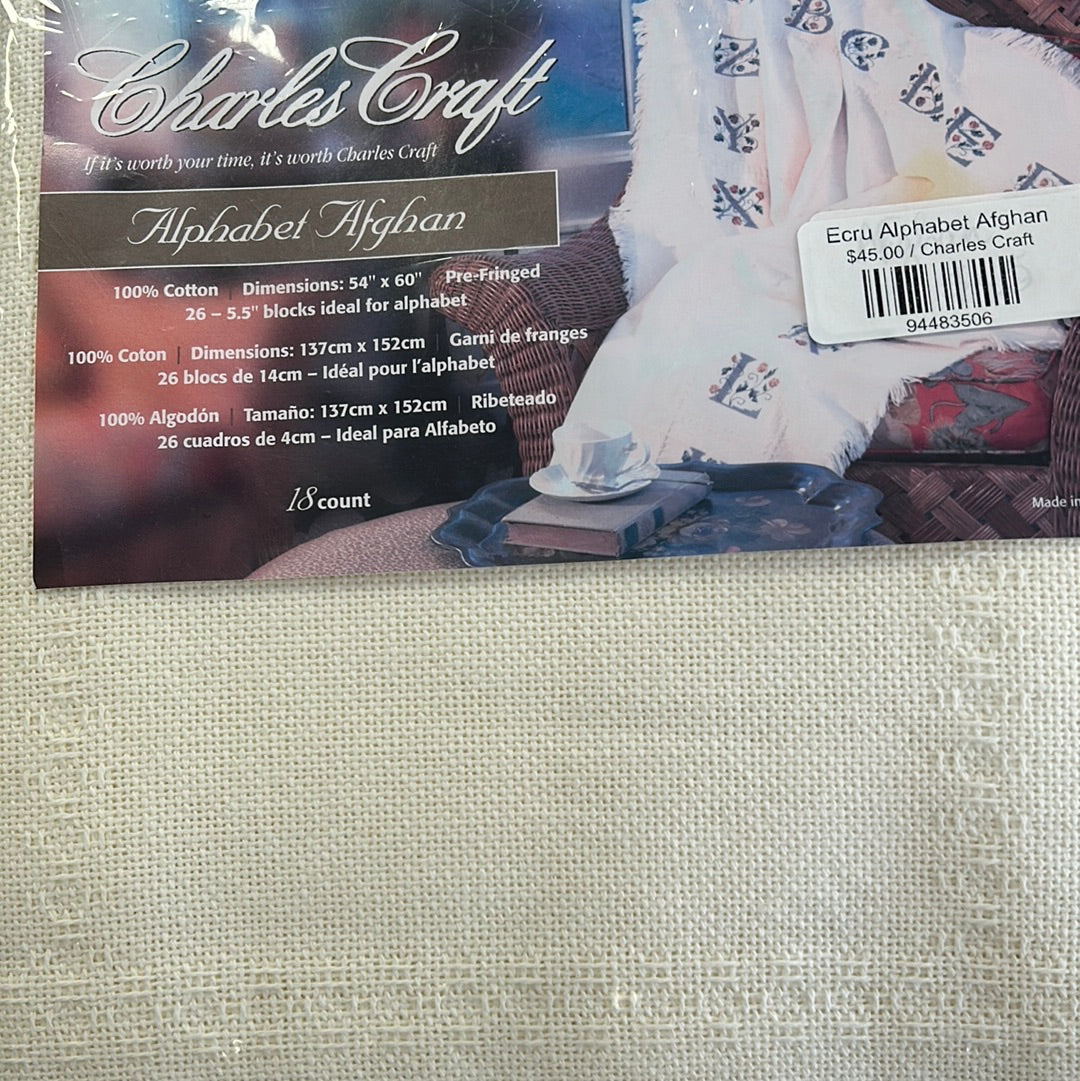 Charles Craft
If it's worth your time, it's worth Charles Craft
Alphabet Afghan
100% Cotton | Dimensions: 54" x 60" | Pre-Fringed
26 – 5.5" blocks ideal for alphabet
100% Coton | Dimensions: 137cm x 152cm | Garni de franges
26 blocs de 14cm – Idéal pour l'alphabet
100% Algodón | Tamaño: 137cm x 152cm | Ribeteado
26 cuadros de 4cm – Ideal para Alfabeto
18 count
Ecru Alphabet Afghan
$45.00 / Charles Craft
94483506
Made in